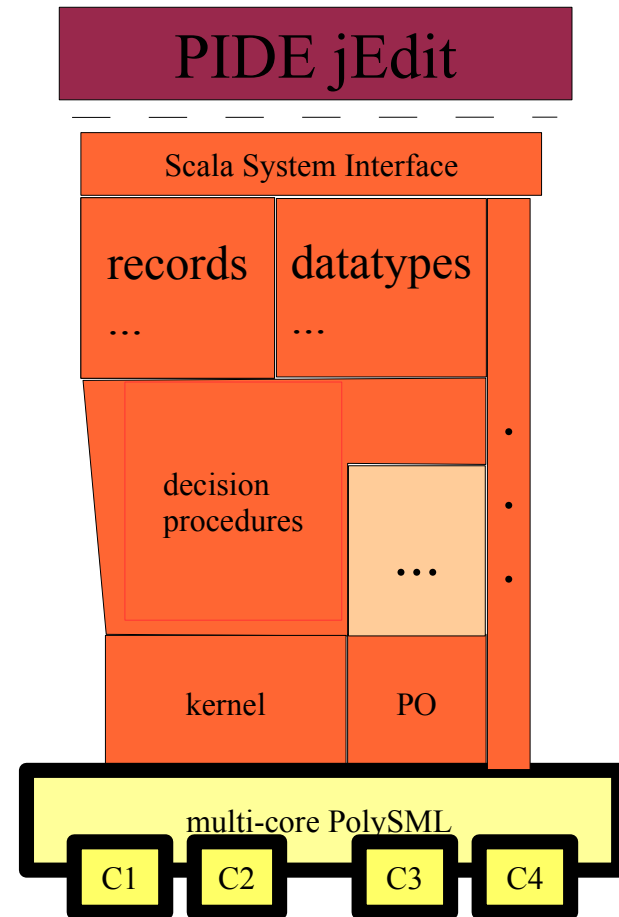 PIDE jEdit
Scala System Interface
records
...
datatypes
...
decision
procedures
...
.
.
.
kernel
PO
multi-core PolySML
C1
C2
C3
C4